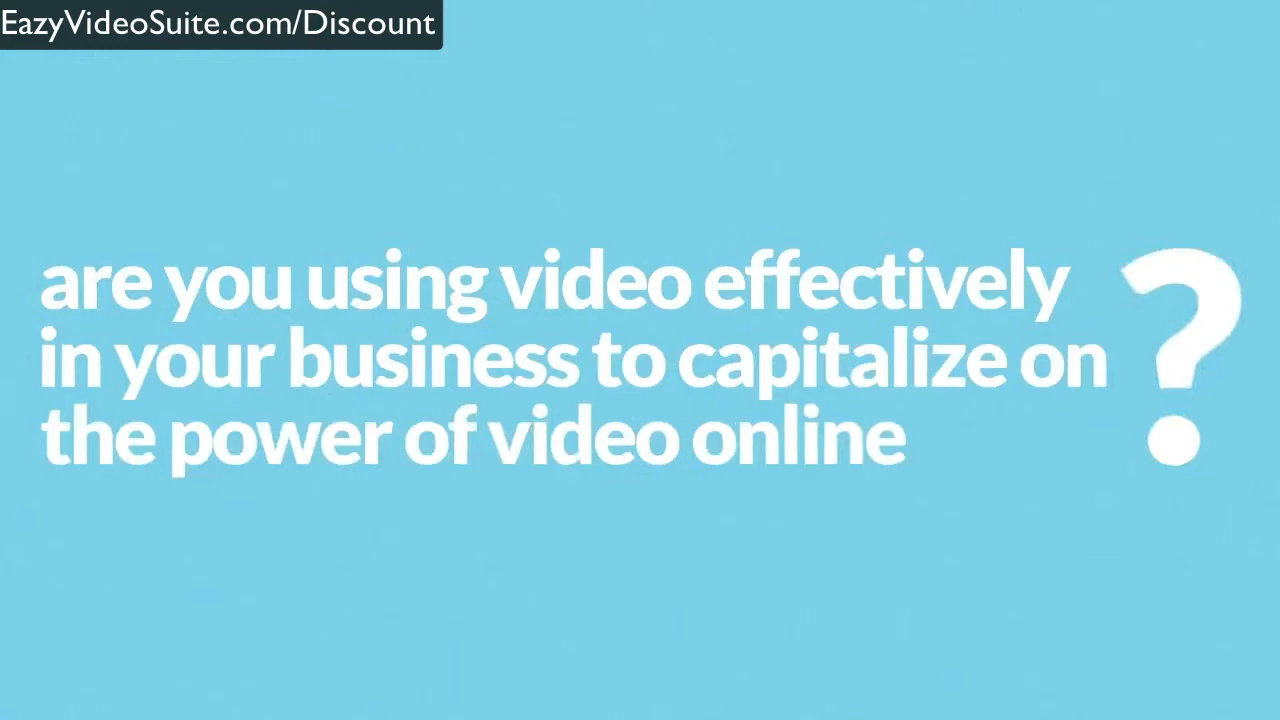 EazyVideoSuite.com/Discount
are you using video effectively
in your business to capitalize on
the power of video online ?